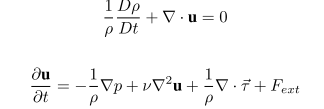 \frac{1}{\rho}\frac{D\rho}{Dt} + \nabla \cdot \mathbf{u} = 0
\frac{\partial \mathbf{u}}{\partial t} = -\frac{1}{\rho}\nabla p + \nu \nabla^2 \mathbf{u} + \frac{1}{\rho}\nabla \cdot \vec{\tau} + F_{ext}